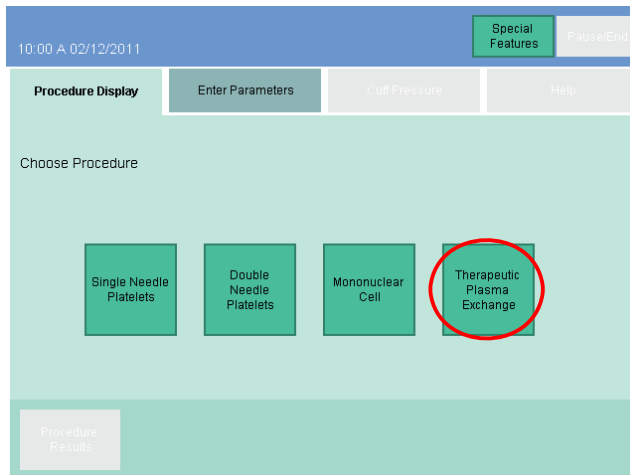 10:00 A 02/12/2011
Special
Features
Pause/End
Procedure Display
Enter Parameters
Cuff Pressure
Help
Choose Procedure
Single Needle
Platelets
Double
Needle
Platelets
Mononuclear
Cell
Therapeutic
Plasma
Exchange
Procedure
Results